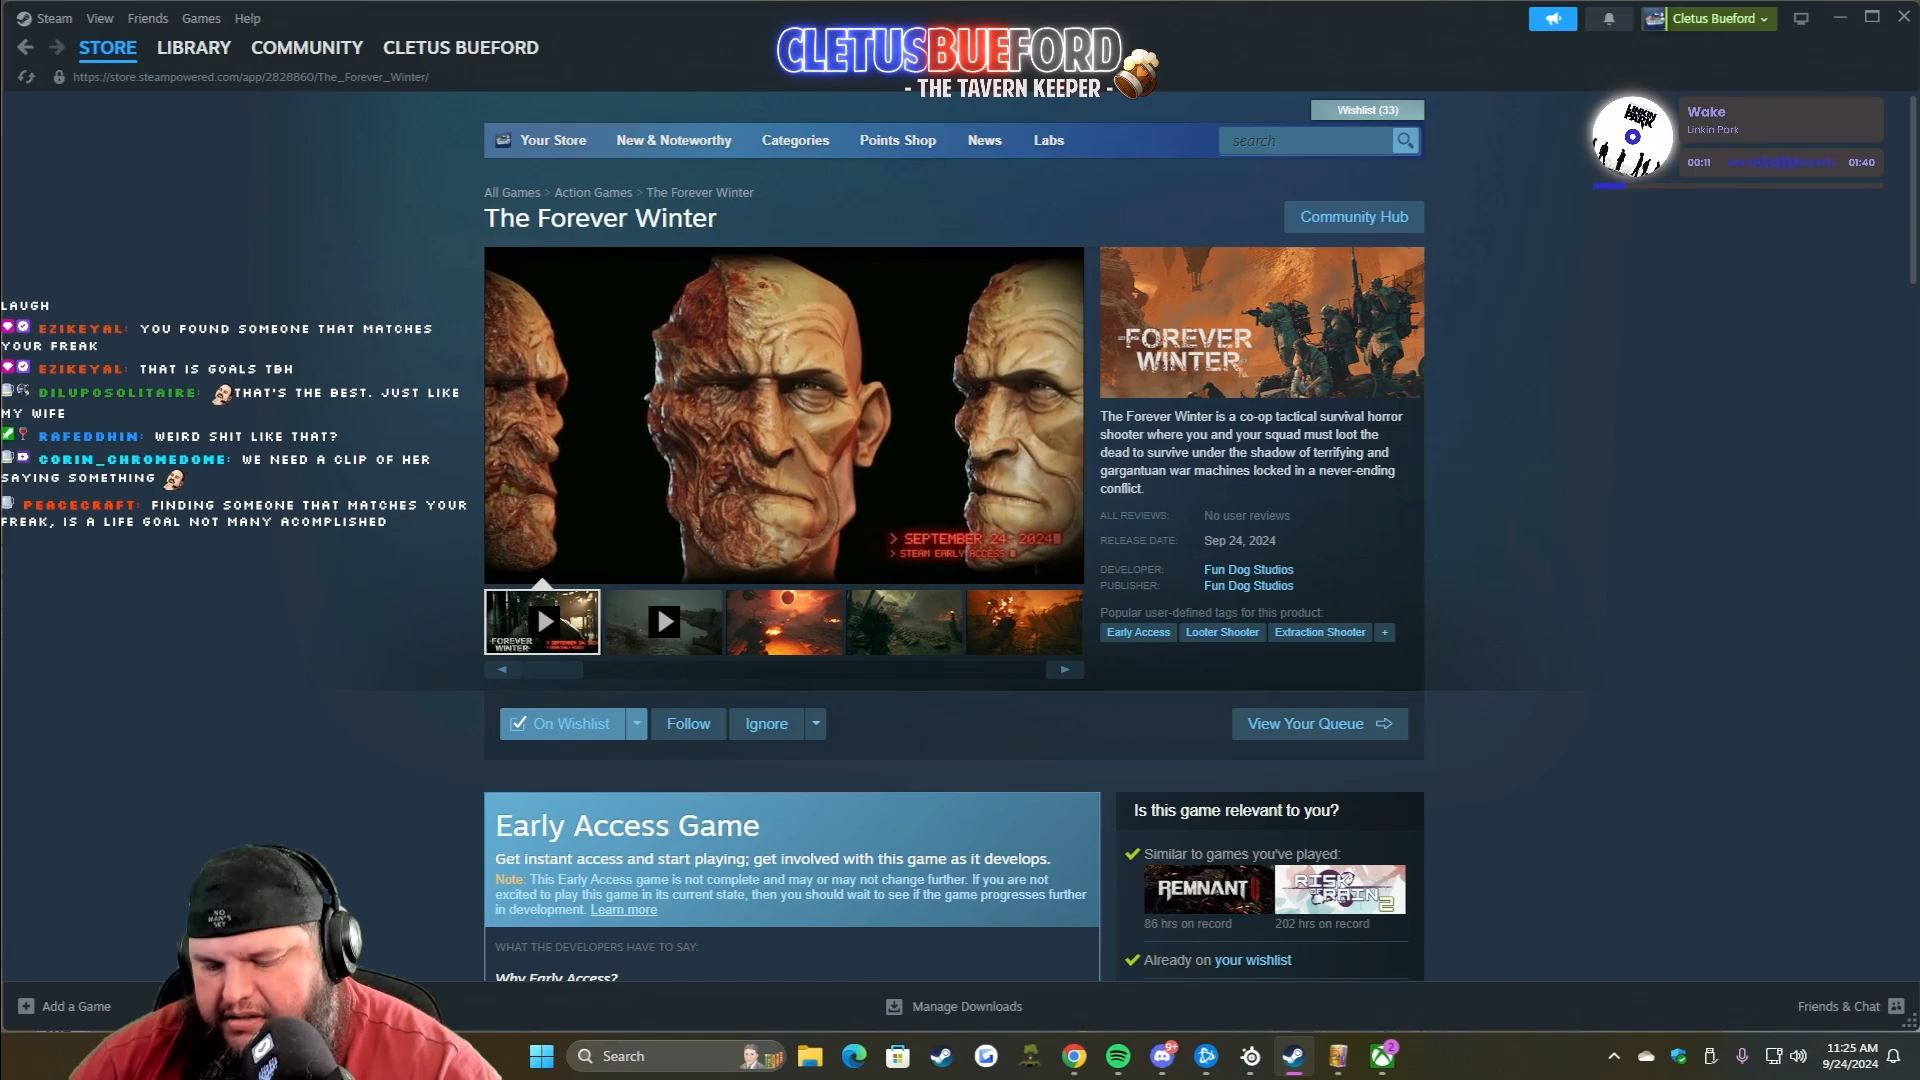 Steam View Friends Games Help
Cletus Bueford
STORE LIBRARY COMMUNITY CLETUS BUEFORD
https://store.steampowered.com/app/2828860/The_Forever_Winter/
CLETUSBUEFORD
- THE TAVERN KEEPER -
Wishlist (33)
Your Store New & Noteworthy Categories Points Shop News Labs
search
LINKIN PARK
Wake
Linkin Park
00:11 01:40
All Games > Action Games > The Forever Winter
The Forever Winter
Community Hub
> SEPTEMBER 24, 2024
> STEAM EARLY ACCESS
FOREVER
WINTER
The Forever Winter is a co-op tactical survival horror
shooter where you and your squad must loot the
dead to survive under the shadow of terrifying and
gargantuan war machines locked in a never-ending
conflict.
ALL REVIEWS: No user reviews
RELEASE DATE: Sep 24, 2024
DEVELOPER: Fun Dog Studios
PUBLISHER: Fun Dog Studios
Popular user-defined tags for this product:
Early Access Looter Shooter Extraction Shooter +
LAUGH
EZIKEYAL: YOU FOUND SOMEONE THAT MATCHES
YOUR FREAK
EZIKEYAL: THAT IS GOALS TBH
DILUPOSOLITAIRE: THAT'S THE BEST. JUST LIKE
MY WIFE
RAFEDDHIN: WEIRD SHIT LIKE THAT?
CORIN_CHROMEDOME: WE NEED A CLIP OF HER
SAYING SOMETHING
PEACECRAFT: FINDING SOMEONE THAT MATCHES YOUR
FREAK, IS A LIFE GOAL NOT MANY ACOMPLISHED
FOREVER
WINTER
On Wishlist Follow Ignore View Your Queue
Early Access Game
Get instant access and start playing; get involved with this game as it develops.
Note: This Early Access game is not complete and may or may not change further. If you are not
excited to play this game in its current state, then you should wait to see if the game progresses further
in development. Learn more
WHAT THE DEVELOPERS HAVE TO SAY:
Why Early Access?
Is this game relevant to you?
Similar to games you've played:
REMNANT II
RISK OF RAIN 2
86 hrs on record 202 hrs on record
Already on your wishlist
NO MAN'S SKY
Add a Game Manage Downloads Friends & Chat
Search
9+
2
11:25 AM
9/24/2024